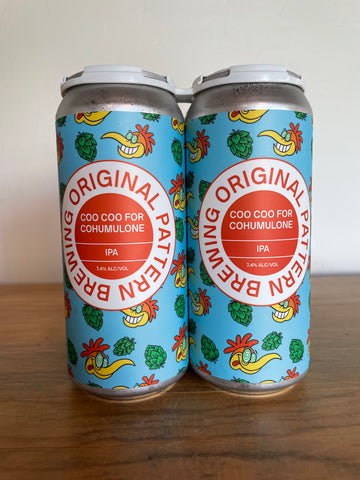 ORIGINAL PATTERN BREWING
COO COO FOR
COHUMULONE
IPA
7.4% ALC/VOL
ORIGINAL PATTERN BREWING
COO COO FOR
COHUMULONE
IPA
7.4% ALC/VOL